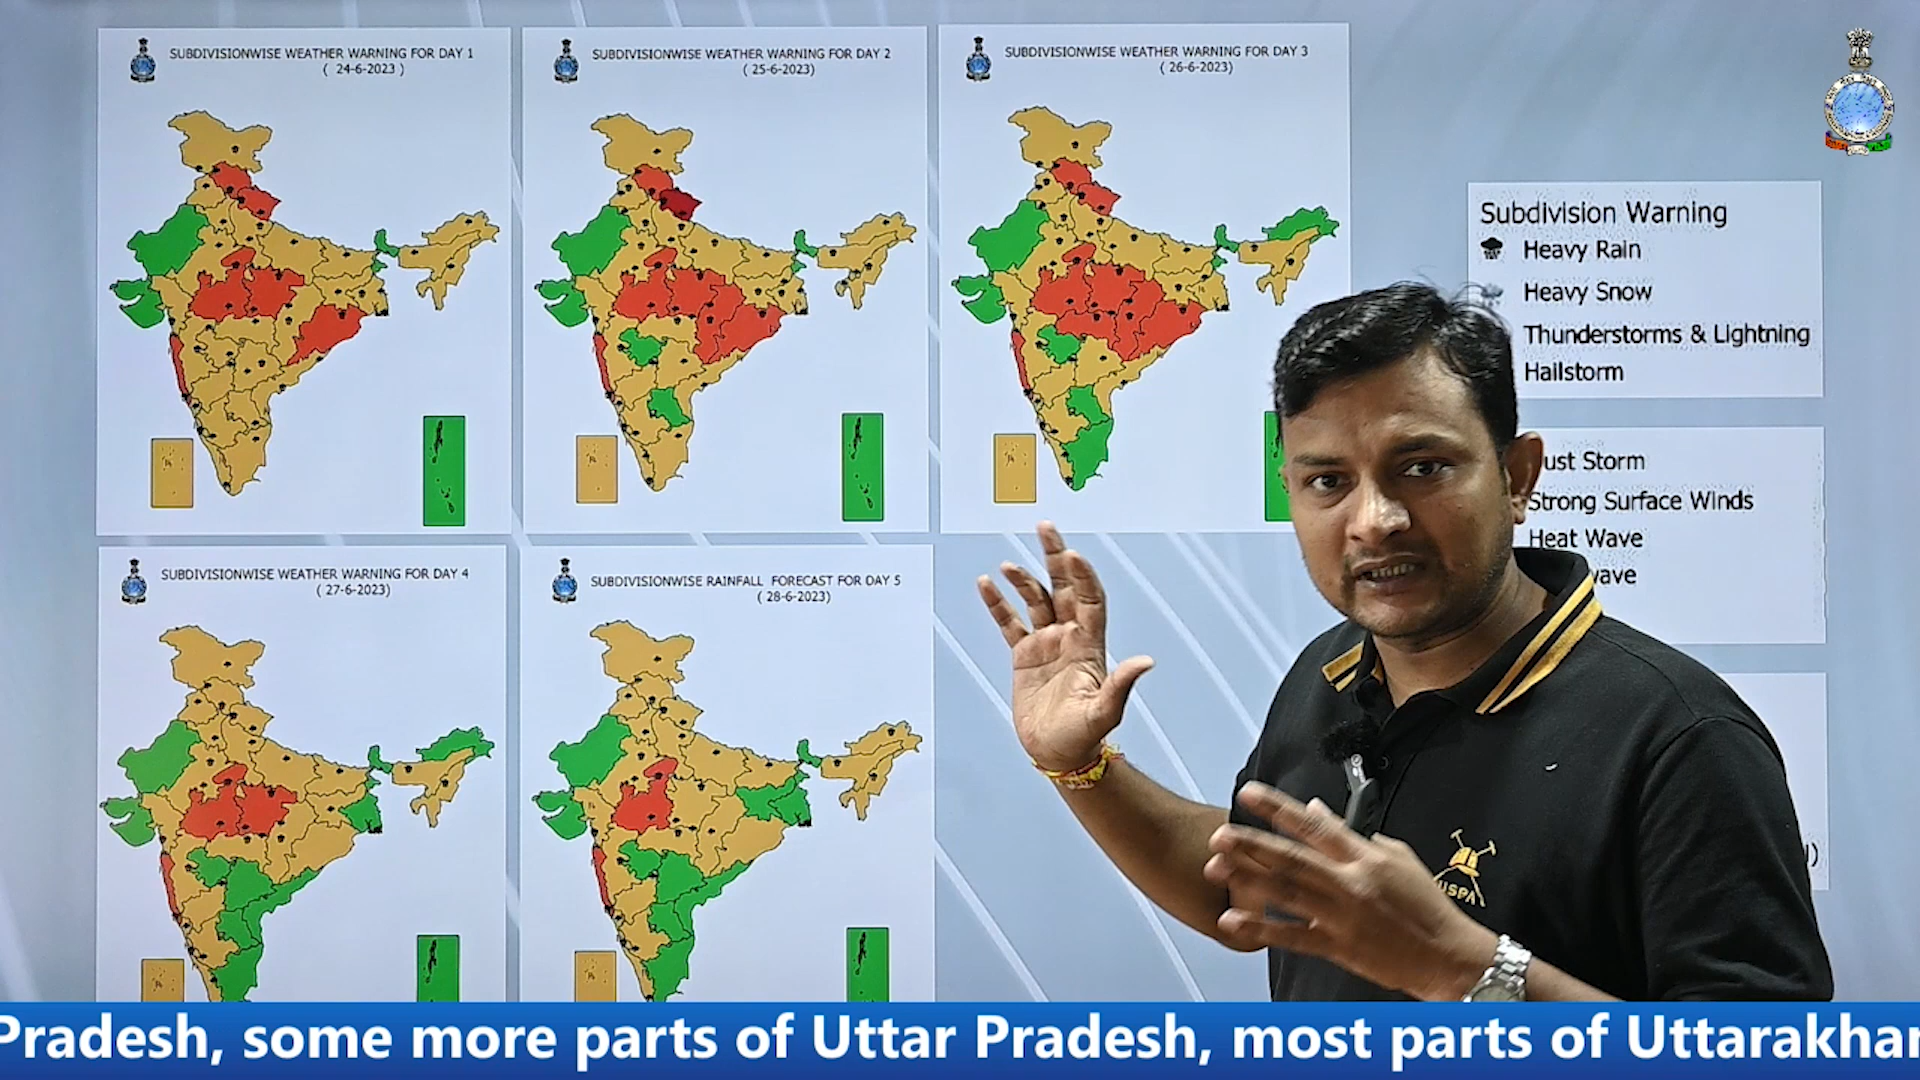 SUBDIVISIONWISE WEATHER WARNING FOR DAY 1
( 24-6-2023 )
SUBDIVISIONWISE WEATHER WARNING FOR DAY 2
( 25-6-2023)
SUBDIVISIONWISE WEATHER WARNING FOR DAY 3
( 26-6-2023)
Subdivision Warning
Heavy Rain
Heavy Snow
Thunderstorms & Lightning
Hailstorm
ust Storm
Strong Surface Winds
Heat Wave
wave
SUBDIVISIONWISE WEATHER WARNING FOR DAY 4
( 27-6-2023)
SUBDIVISIONWISE RAINFALL FORECAST FOR DAY 5
( 28-6-2023)
USPA
Pradesh, some more parts of Uttar Pradesh, most parts of Uttarakhan